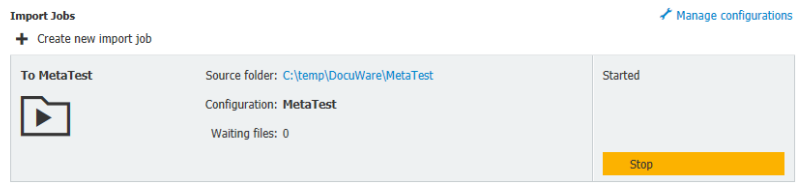 Import Jobs
Manage configurations
Create new import job
To MetaTest
Source folder: C:\temp\DocuWare\MetaTest
Started
Configuration: MetaTest
Waiting files: 0
Stop